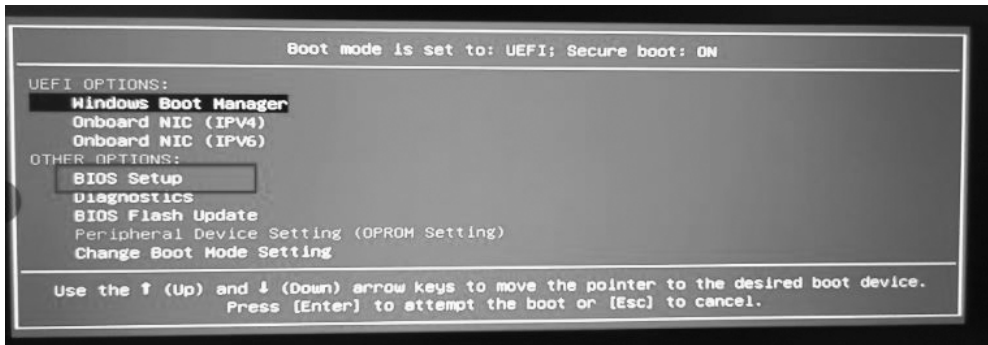 Boot mode is set to: UEFI; Secure boot: ON
UEFI OPTIONS:
Windows Boot Manager
Onboard NIC (IPV4)
Onboard NIC (IPV6)
OTHER OPTIONS:
BIOS Setup
Diagnostics
BIOS Flash Update
Peripheral Device Setting (OPROM Setting)
Change Boot Mode Setting
Use the ↑ (Up) and ↓ (Down) arrow keys to move the pointer to the desired boot device.
Press [Enter] to attempt the boot or [Esc] to cancel.